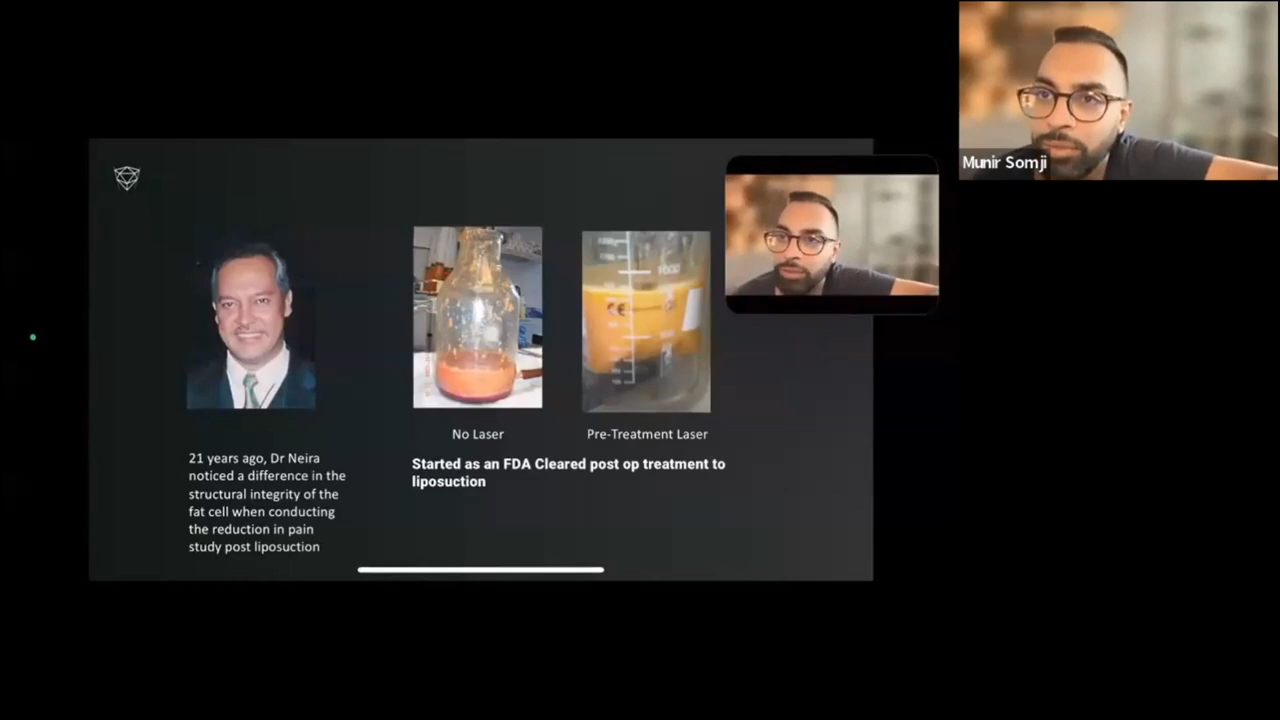 Munir Somji
No Laser
Pre-Treatment Laser
Started as an FDA Cleared post op treatment to
liposuction
21 years ago, Dr Neira
noticed a difference in the
structural integrity of the
fat cell when conducting
the reduction in pain
study post liposuction